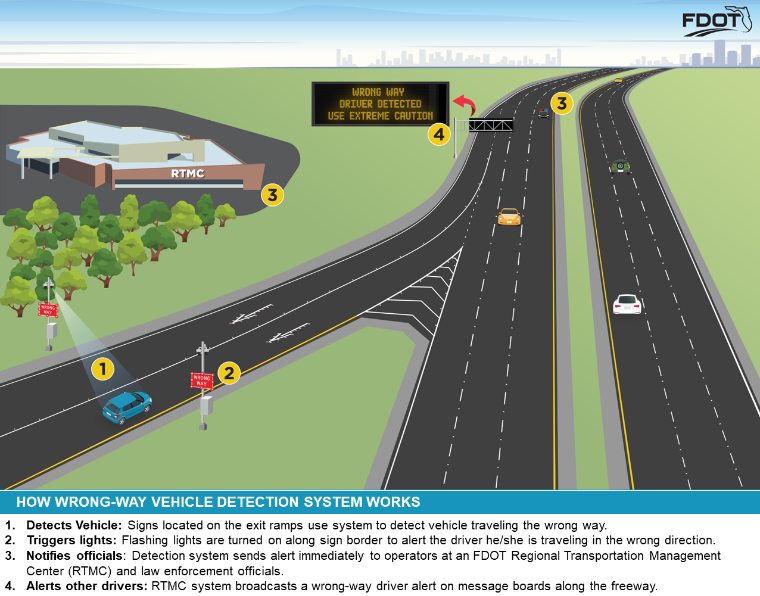 FDOT
WRONG WAY
DRIVER DETECTED
USE EXTREME CAUTION
3
4
RTMC
3
WRONG
WAY
1
2
WRONG
WAY
HOW WRONG-WAY VEHICLE DETECTION SYSTEM WORKS
1. Detects Vehicle: Signs located on the exit ramps use system to detect vehicle traveling the wrong way.
2. Triggers lights: Flashing lights are turned on along sign border to alert the driver he/she is traveling in the wrong direction.
3. Notifies officials: Detection system sends alert immediately to operators at an FDOT Regional Transportation Management
Center (RTMC) and law enforcement officials.
4. Alerts other drivers: RTMC system broadcasts a wrong-way driver alert on message boards along the freeway.